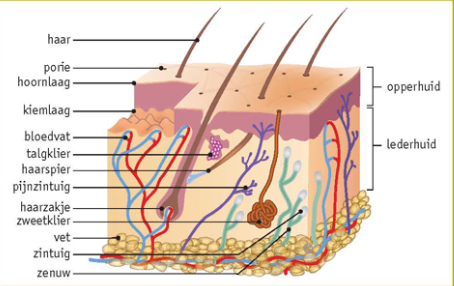 haar
porie
hoornlaag
kiemlaag
bloedvat
talgklier
haarspier
pijnzintuig
haarzakje
zweetklier
vet
zintuig
zenuw
opperhuid
lederhuid